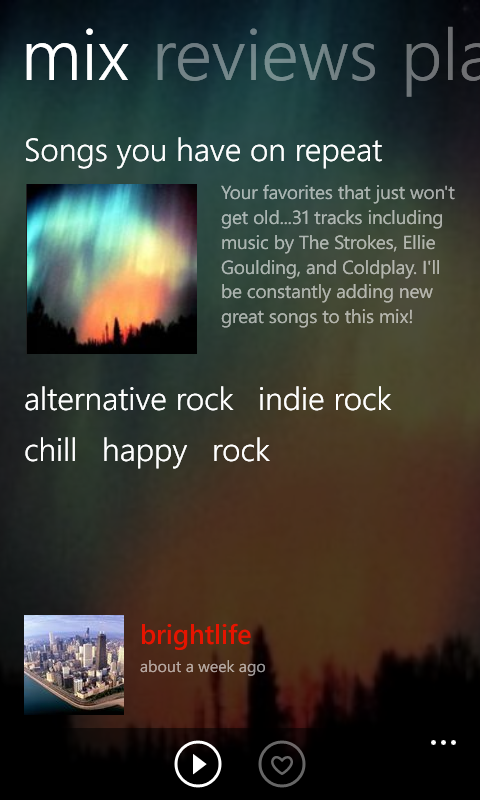 mix reviews pla
Songs you have on repeat
Your favorites that just won't
get old...31 tracks including
music by The Strokes, Ellie
Goulding, and Coldplay. I'll
be constantly adding new
great songs to this mix!
alternative rock indie rock
chill happy rock
brightlife
about a week ago